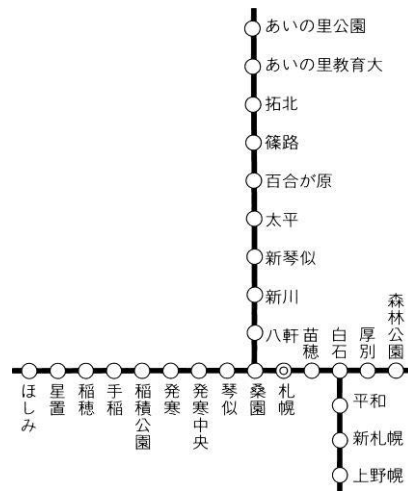 あいの里公園
あいの里教育大
拓北
篠路
百合が原
太平
新琴似
新川
八軒
苗穂
白石
厚別
森林公園
ほしみ
星置
稲穂
手稲
稲積公園
発寒
発寒中央
琴似
桑園
札幌
平和
新札幌
上野幌